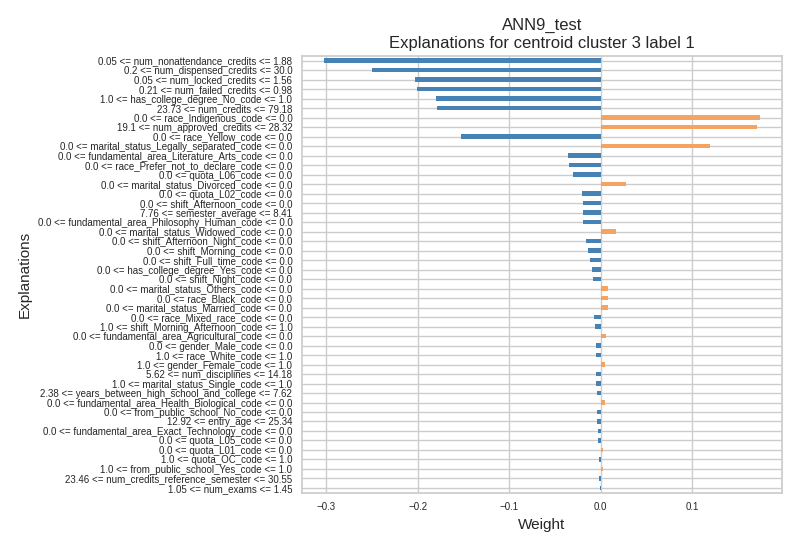 ANN9_test
Explanations for centroid cluster 3 label 1
0.05 <= num_nonattendance_credits <= 1.88
0.2 <= num_dispensed_credits <= 30.0
0.05 <= num_locked_credits <= 1.56
0.21 <= num_failed_credits <= 0.98
1.0 <= has_college_degree_No_code <= 1.0
23.73 <= num_credits <= 79.18
0.0 <= race_Indigenous_code <= 0.0
19.1 <= num_approved_credits <= 28.32
0.0 <= race_Yellow_code <= 0.0
0.0 <= marital_status_Legally_separated_code <= 0.0
0.0 <= fundamental_area_Literature_Arts_code <= 0.0
0.0 <= race_Prefer_not_to_declare_code <= 0.0
0.0 <= quota_L06_code <= 0.0
0.0 <= marital_status_Divorced_code <= 0.0
0.0 <= quota_L02_code <= 0.0
0.0 <= shift_Afternoon_code <= 0.0
7.76 <= semester_average <= 8.41
0.0 <= fundamental_area_Philosophy_Human_code <= 0.0
0.0 <= marital_status_Widowed_code <= 0.0
0.0 <= shift_Afternoon_Night_code <= 0.0
0.0 <= shift_Morning_code <= 0.0
0.0 <= shift_Full_time_code <= 0.0
0.0 <= has_college_degree_Yes_code <= 0.0
0.0 <= shift_Night_code <= 0.0
0.0 <= marital_status_Others_code <= 0.0
0.0 <= race_Black_code <= 0.0
0.0 <= marital_status_Married_code <= 0.0
0.0 <= race_Mixed_race_code <= 0.0
1.0 <= shift_Morning_Afternoon_code <= 1.0
0.0 <= fundamental_area_Agricultural_code <= 0.0
0.0 <= gender_Male_code <= 0.0
1.0 <= race_White_code <= 1.0
1.0 <= gender_Female_code <= 1.0
5.62 <= num_disciplines <= 14.18
1.0 <= marital_status_Single_code <= 1.0
2.38 <= years_between_high_school_and_college <= 7.62
0.0 <= fundamental_area_Health_Biological_code <= 0.0
0.0 <= from_public_school_No_code <= 0.0
12.92 <= entry_age <= 25.34
0.0 <= fundamental_area_Exact_Technology_code <= 0.0
0.0 <= quota_L05_code <= 0.0
0.0 <= quota_L01_code <= 0.0
1.0 <= quota_OC_code <= 1.0
1.0 <= from_public_school_Yes_code <= 1.0
23.46 <= num_credits_reference_semester <= 30.55
1.05 <= num_exams <= 1.45
Explanations
−0.3 −0.2 −0.1 0.0 0.1
Weight